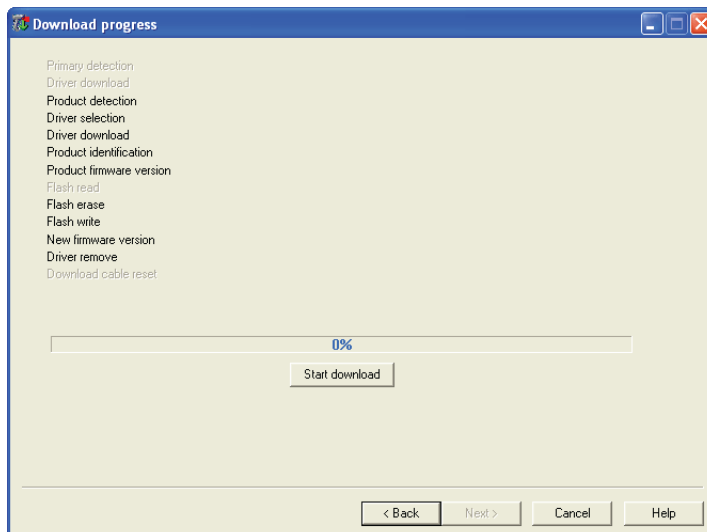 Download progress
Primary detection
Driver download
Product detection
Driver selection
Driver download
Product identification
Product firmware version
Flash read
Flash erase
Flash write
New firmware version
Driver remove
Download cable reset
0%
Start download
< Back Next > Cancel Help